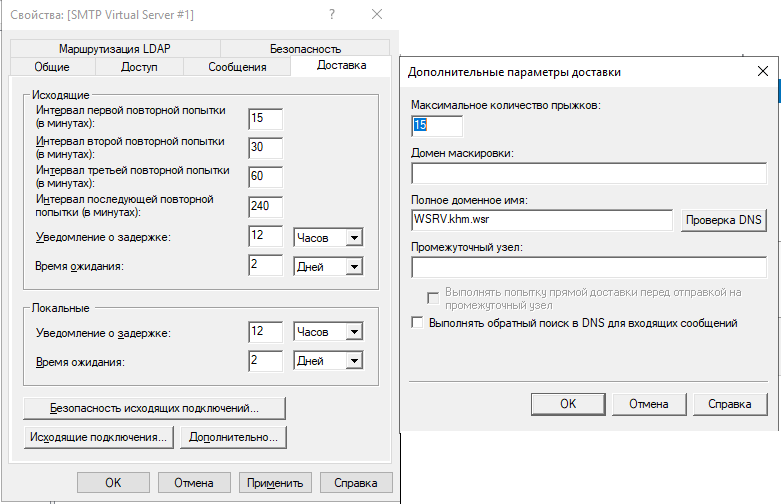 Свойства: [SMTP Virtual Server #1]
Маршрутизация LDAP
Безопасность
Общие
Доступ
Сообщения
Доставка
Исходящие
Интервал первой повторной попытки
(в минутах):
15
Интервал второй повторной попытки
(в минутах):
30
Интервал третьей повторной попытки
(в минутах):
60
Интервал последующей повторной
попытки (в минутах):
240
Уведомление о задержке:
12
Часов
Время ожидания:
2
Дней
Локальные
Уведомление о задержке:
12
Часов
Время ожидания:
2
Дней
Безопасность исходящих подключений...
Исходящие подключения...
Дополнительно...
OK
Отмена
Применить
Справка
Дополнительные параметры доставки
Максимальное количество прыжков:
15
Домен маскировки:
Полное доменное имя:
WSRV.khm.wsr
Проверка DNS
Промежуточный узел:
Выполнять попытку прямой доставки перед отправкой на
промежуточный узел
Выполнять обратный поиск в DNS для входящих сообщений
OK
Отмена
Справка